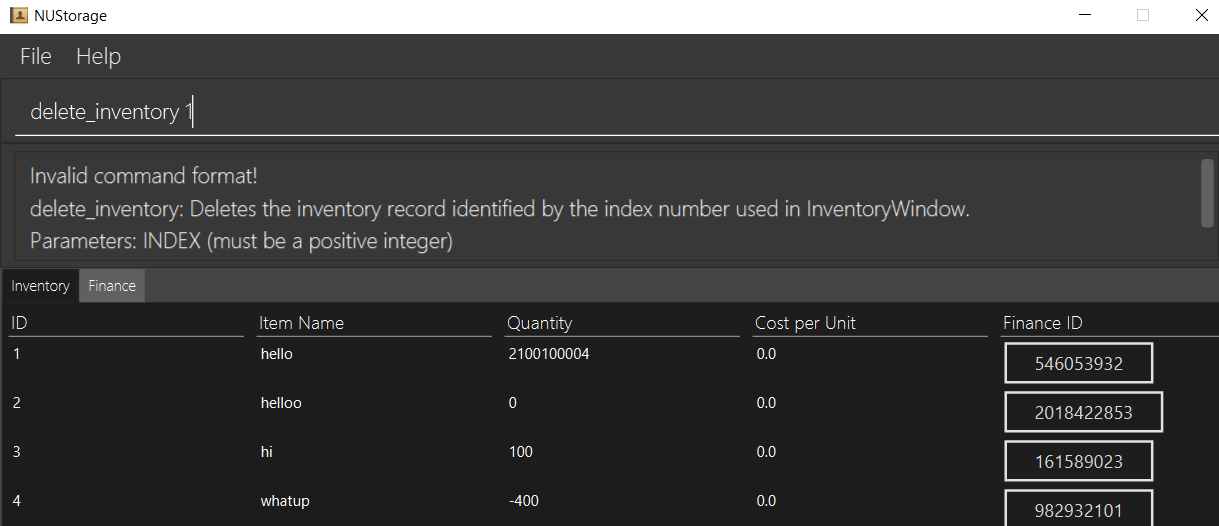 NUStorage
File Help
delete_inventory 1
Invalid command format!
delete_inventory: Deletes the inventory record identified by the index number used in InventoryWindow.
Parameters: INDEX (must be a positive integer)
Inventory Finance
ID Item Name Quantity Cost per Unit Finance ID
1 hello 2100100004 0.0 546053932
2 helloo 0 0.0 2018422853
3 hi 100 0.0 161589023
4 whatup -400 0.0 982932101